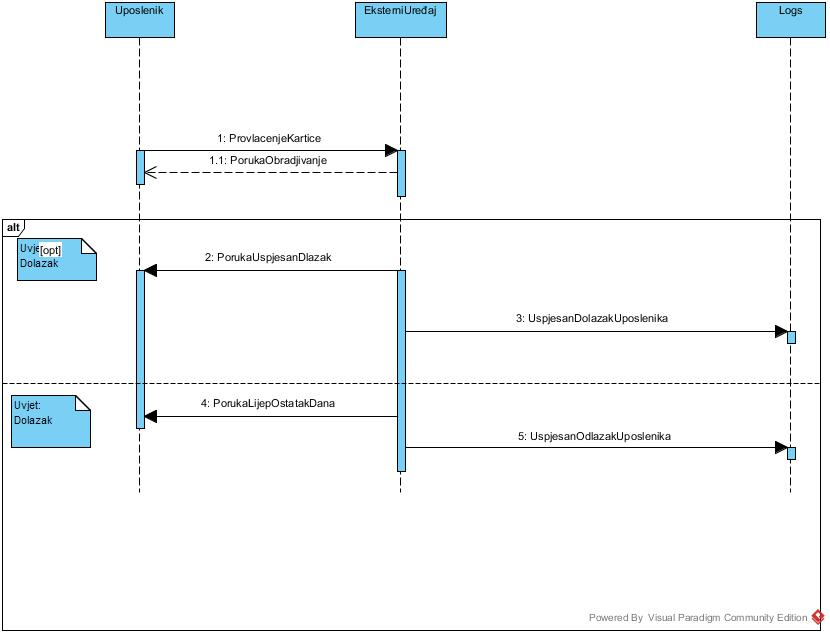 Uposlenik
EksterniUređaj
Logs
1: ProvlacenjeKartice
1.1: PorukaObradjivanje
alt
[opt]
Dolazak
2: PorukaUspjesanDlazak
3: UspjesanDolazakUposlenika
Uvjet:
Dolazak
4: PorukaLijepOstatakDana
5: UspjesanOdlazakUposlenika
Powered By Visual Paradigm Community Edition